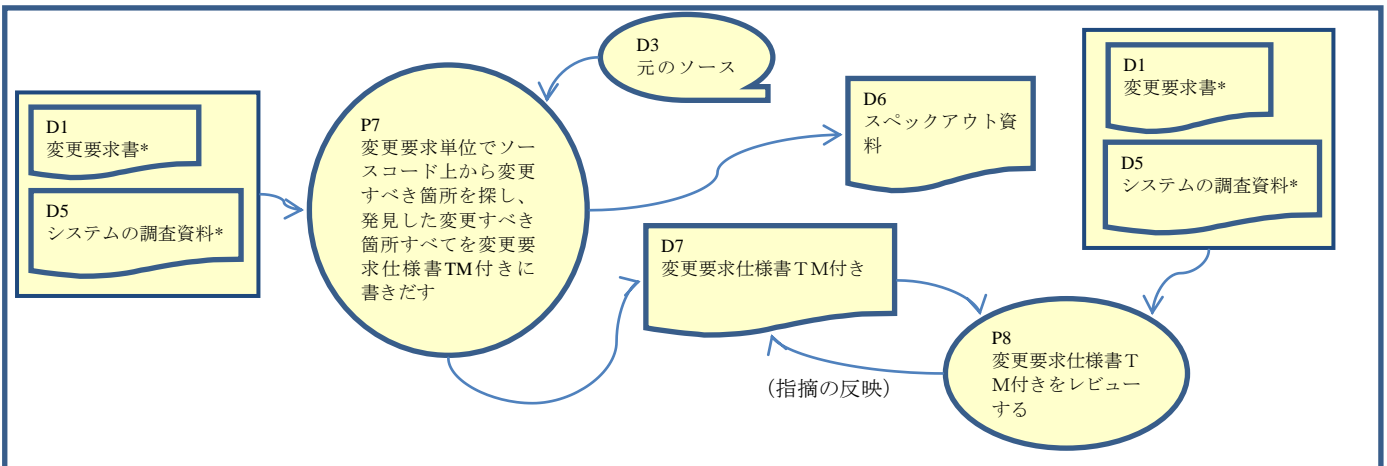 D1
変更要求書*
D5
システムの調査資料*
P7
変更要求単位でソー
スコード上から変更
すべき箇所を探し、
発見した変更すべき
箇所すべてを変更要
求仕様書TM付きに
書きだす
D3
元のソース
D6
スペックアウト資
料
D7
変更要求仕様書ＴＭ付き
D1
変更要求書*
D5
システムの調査資料*
P8
変更要求仕様書Ｔ
Ｍ付きをレビュー
する
（指摘の反映）